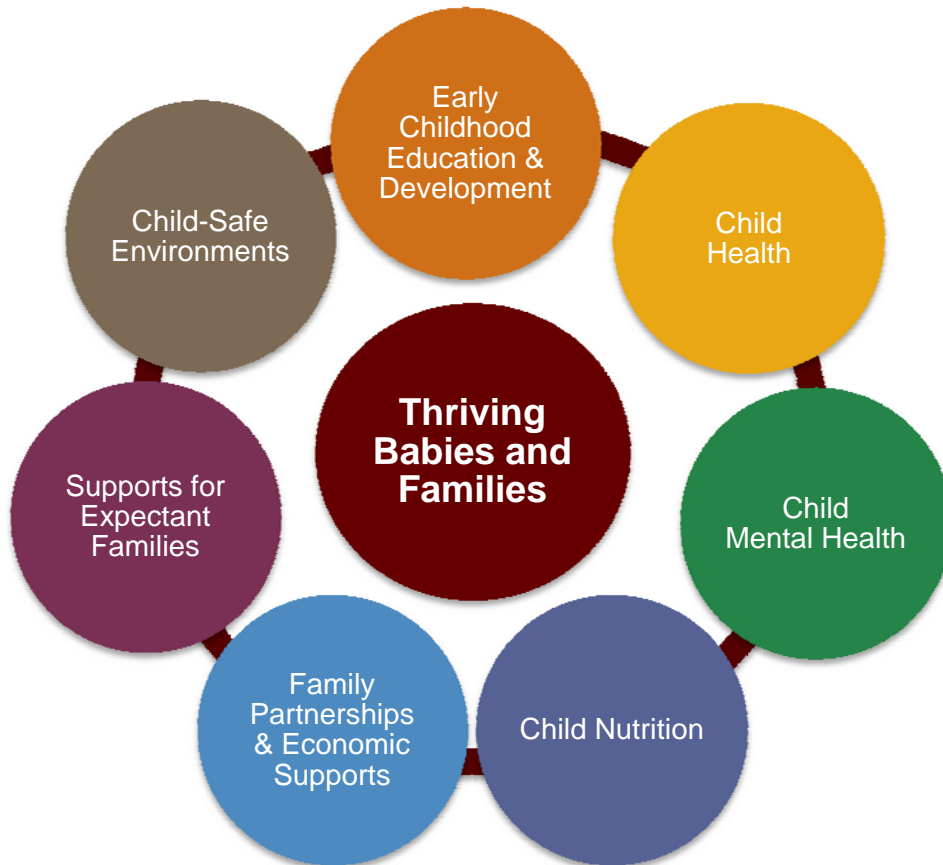 Early
Childhood
Education &
Development
Child
Health
Child
Mental Health
Child Nutrition
Family
Partnerships
& Economic
Supports
Supports for
Expectant
Families
Child-Safe
Environments
Thriving
Babies and
Families